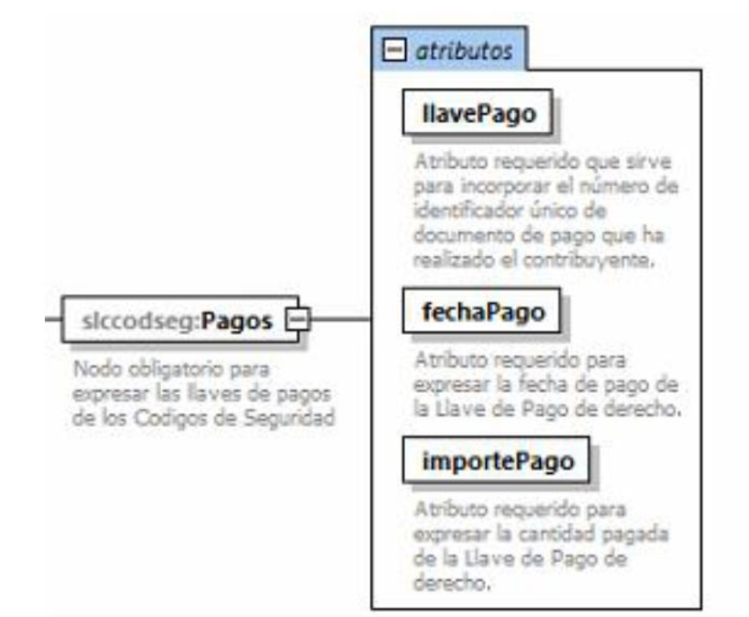 atributos
llavePago
Atributo requerido que sirve
para incorporar el número de
identificador único de
documento de pago que ha
realizado el contribuyente.
slccodseg:Pagos
Nodo obligatorio para
expresar las llaves de pagos
de los Codigos de Seguridad
fechaPago
Atributo requerido para
expresar la fecha de pago de
la Llave de Pago de derecho.
importePago
Atributo requerido para
expresar la cantidad pagada
de la Llave de Pago de
derecho.